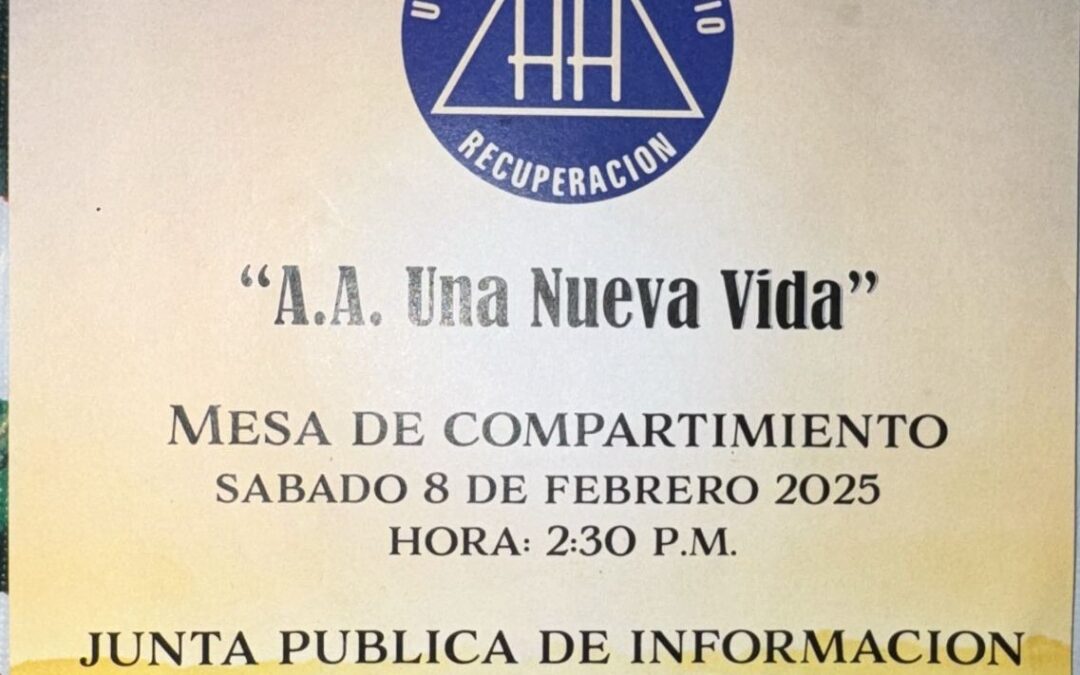 RECUPERACION
“A.A. Una Nueva Vida”
MESA DE COMPARTIMIENTO
SABADO 8 DE FEBRERO 2025
HORA: 2:30 P.M.
JUNTA PUBLICA DE INFORMACION